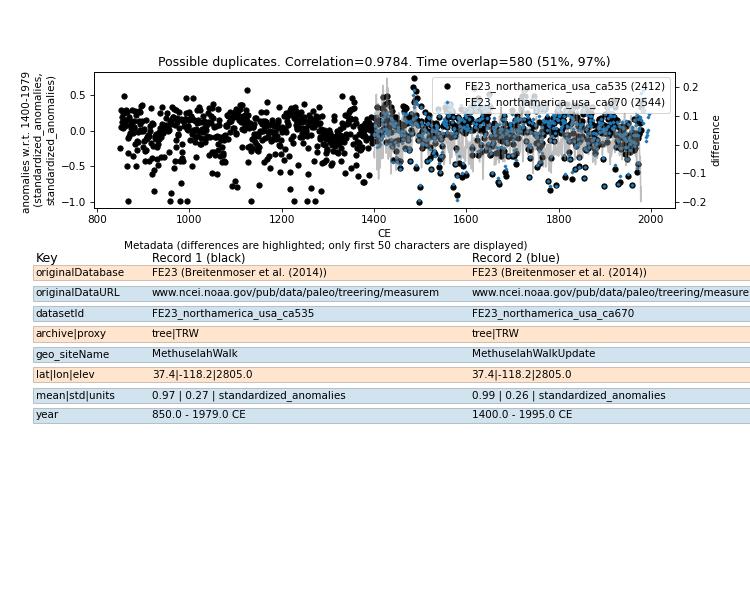 Possible duplicates. Correlation=0.9784. Time overlap=580 (51%, 97%)
anomalies w.r.t. 1400-1979
(standardized_anomalies,
standardized_anomalies)
0.5
0.0
−0.5
−1.0
FE23_northamerica_usa_ca535 (2412)
FE23_northamerica_usa_ca670 (2544)
0.2
0.1
0.0
−0.1
−0.2
difference
800 1000 1200 1400 1600 1800 2000
CE
Metadata (differences are highlighted; only first 50 characters are displayed)
Key Record 1 (black) Record 2 (blue)
originalDatabase FE23 (Breitenmoser et al. (2014)) FE23 (Breitenmoser et al. (2014))
originalDataURL www.ncei.noaa.gov/pub/data/paleo/treering/measurem www.ncei.noaa.gov/pub/data/paleo/treering/measure
datasetId FE23_northamerica_usa_ca535 FE23_northamerica_usa_ca670
archive|proxy tree|TRW tree|TRW
geo_siteName MethuselahWalk MethuselahWalkUpdate
lat|lon|elev 37.4|-118.2|2805.0 37.4|-118.2|2805.0
mean|std|units 0.97 | 0.27 | standardized_anomalies 0.99 | 0.26 | standardized_anomalies
year 850.0 - 1979.0 CE 1400.0 - 1995.0 CE